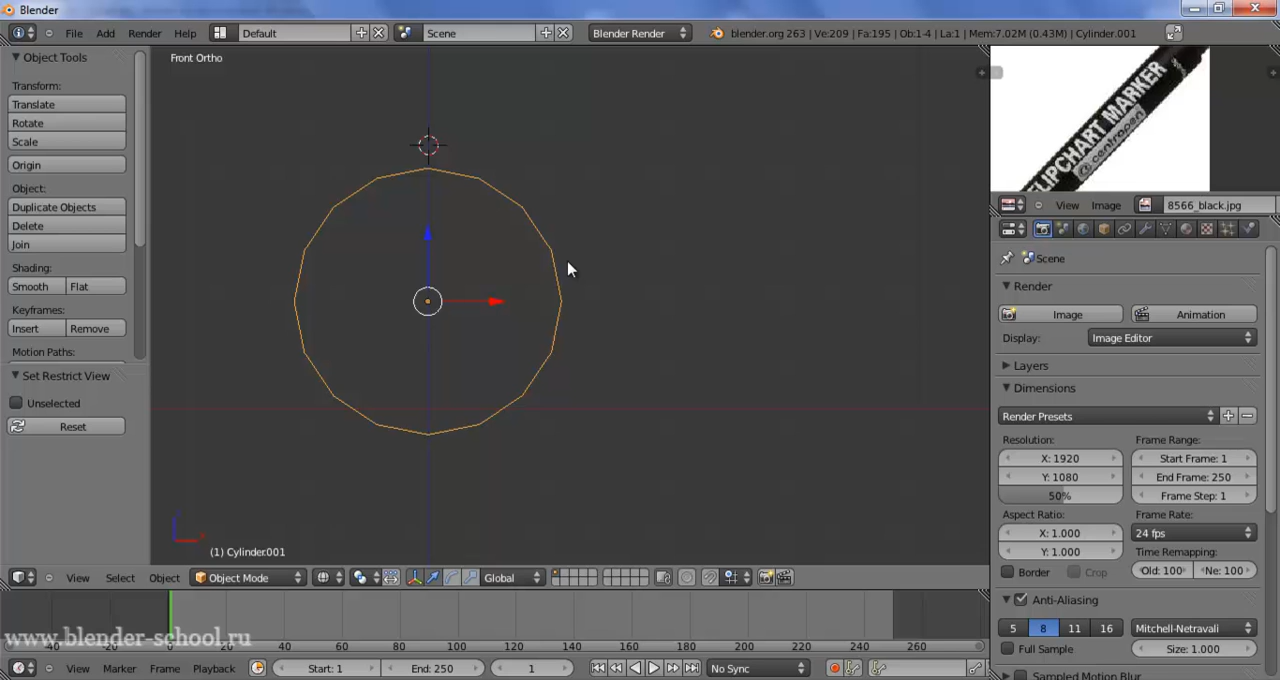 Blender
File Add Render Help Default Scene Blender Render blender.org 263 | Ve:209 | Fa:195 | Ob:1-4 | La:1 | Mem:7.02M (0.43M) | Cylinder.001
Object Tools
Transform:
Translate
Rotate
Scale
Origin
Object:
Duplicate Objects
Delete
Join
Shading:
Smooth Flat
Keyframes:
Insert Remove
Motion Paths:
Set Restrict View
Unselected
Reset
Front Ortho
(1) Cylinder.001
View Select Object Object Mode Global
FLIPCHART MARKER
centropen
View Image 8566_black.jpg
Scene
Render
Image Animation
Display: Image Editor
Layers
Dimensions
Render Presets
Resolution: Frame Range:
X: 1920 Start Frame: 1
Y: 1080 End Frame: 250
50% Frame Step: 1
Aspect Ratio: Frame Rate:
X: 1.000 24 fps
Y: 1.000 Time Remapping:
Border Crop Old: 100 Ne: 100
Anti-Aliasing
5 8 11 16 Mitchell-Netravali
Full Sample Size: 1.000
Sampled Motion Blur
www.blender-school.ru
-40 -20 0 20 40 60 80 100 120 140 160 180 200 220 240 260
View Marker Frame Playback Start: 1 End: 250 1 No Sync